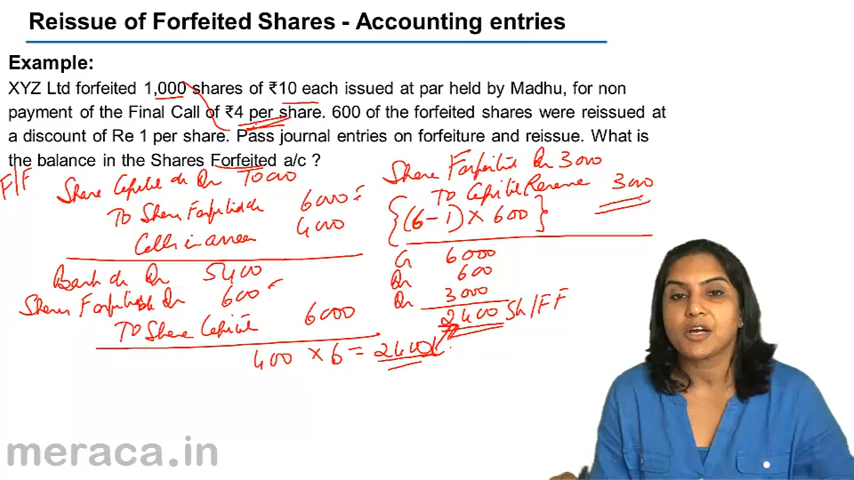 Reissue of Forfeited Shares - Accounting entries
Example:
XYZ Ltd forfeited 1,000 shares of ₹10 each issued at par held by Madhu, for non
payment of the Final Call of ₹4 per share. 600 of the forfeited shares were reissued at
a discount of Re 1 per share. Pass journal entries on forfeiture and reissue. What is
the balance in the Shares Forfeited a/c ?
F/F Share Capital a/c Dr 10000
To Share Forfeited a/c 6000
Calls in arrear 4000
Bank a/c Dr 5400
Shares Forfeited Dr 600
To Share Capital 6000
400 × 6 = 2400
Share Forfeited Dr 3000
To Capital Reserve 3000
{(6-1) × 600}
Cr 6000
Dr 600
Dr 3000
2400 Sh/FF
meraca.in